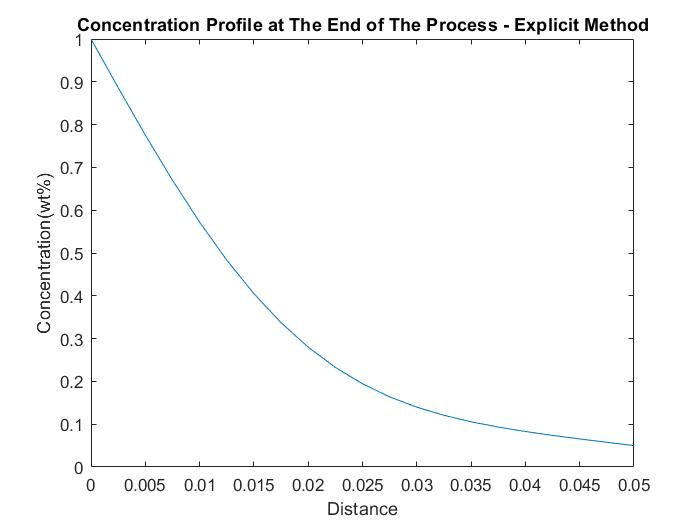 Concentration Profile at The End of The Process - Explicit Method
1
0.9
0.8
0.7
0.6
0.5
0.4
0.3
0.2
0.1
0
Concentration(wt%)
0 0.005 0.01 0.015 0.02 0.025 0.03 0.035 0.04 0.045 0.05
Distance